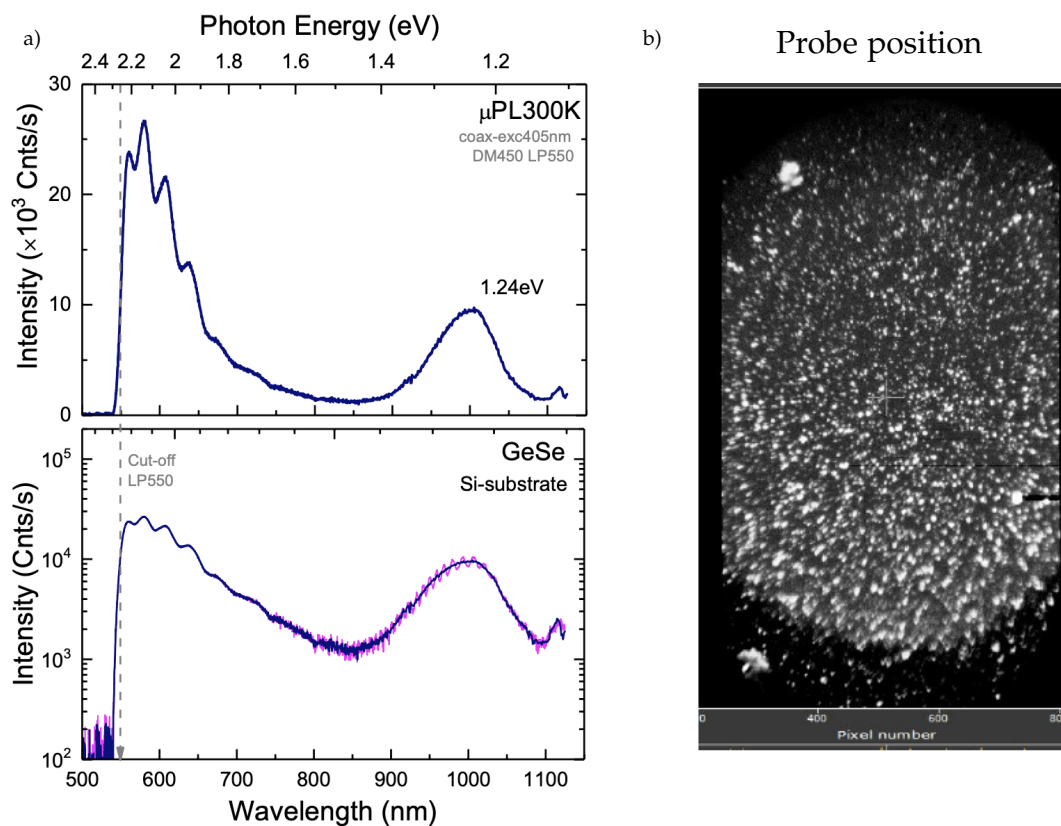 a)
Photon Energy (eV)
2.4 2.2 2 1.8 1.6 1.4 1.2
μPL300K
coax-exc405nm
DM450 LP550
1.24eV
30
20
10
0
Intensity (×10³ Cnts/s)
Cut-off
LP550
GeSe
Si-substrate
10⁵
10⁴
10³
10²
Intensity (Cnts/s)
500 600 700 800 900 1000 1100
Wavelength (nm)
b)
Probe position
400 600 80
Pixel number